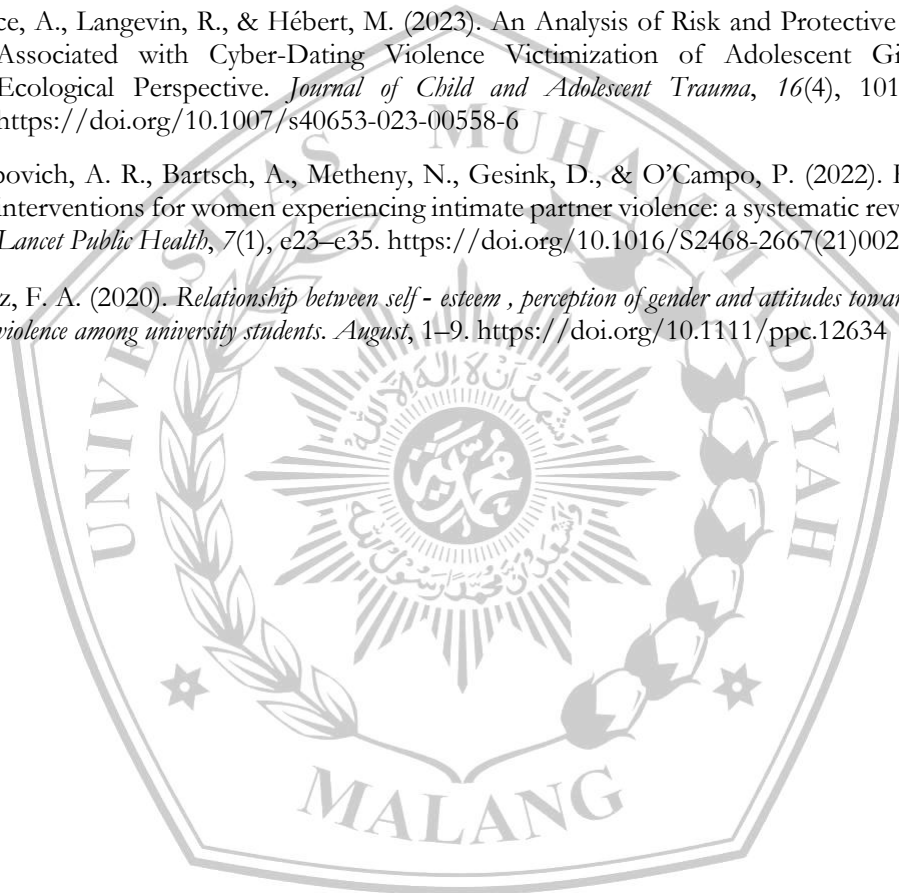 ce, A., Langevin, R., & Hébert, M. (2023). An Analysis of Risk and Protective
Associated with Cyber-Dating Violence Victimization of Adolescent Gi
Ecological Perspective. Journal of Child and Adolescent Trauma, 16(4), 101
https://doi.org/10.1007/s40653-023-00558-6
ovich, A. R., Bartsch, A., Metheny, N., Gesink, D., & O’Campo, P. (2022).
interventions for women experiencing intimate partner violence: a systematic rev
Lancet Public Health, 7(1), e23–e35. https://doi.org/10.1016/S2468-2667(21)002
z, F. A. (2020). Relationship between self - esteem , perception of gender and attitudes towar
violence among university students. August, 1–9. https://doi.org/10.1111/ppc.12634
UNIVERSITAS MUHAMMADIYAH
MALANG